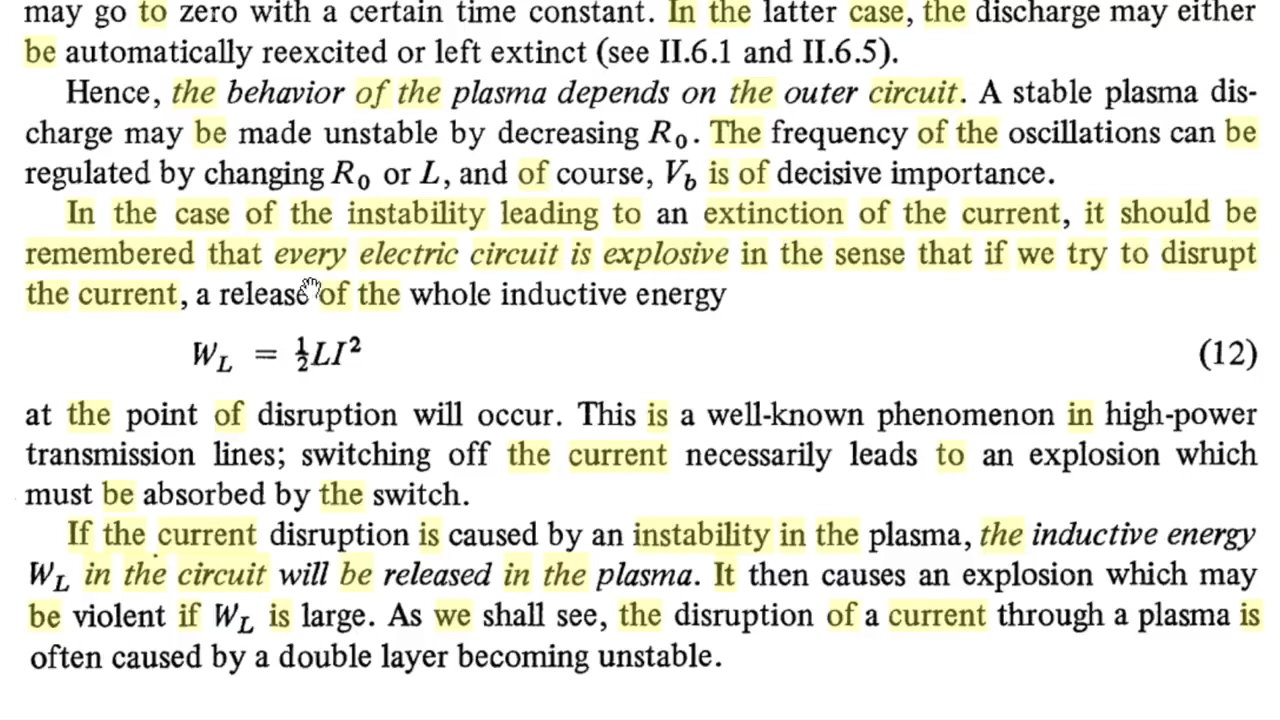 may go to zero with a certain time constant. In the latter case, the discharge may either
be automatically reexcited or left extinct (see II.6.1 and II.6.5).
Hence, the behavior of the plasma depends on the outer circuit. A stable plasma dis-
charge may be made unstable by decreasing R₀. The frequency of the oscillations can be
regulated by changing R₀ or L, and of course, V_b is of decisive importance.
In the case of the instability leading to an extinction of the current, it should be
remembered that every electric circuit is explosive in the sense that if we try to disrupt
the current, a release of the whole inductive energy
W_L = ½LI² (12)
at the point of disruption will occur. This is a well-known phenomenon in high-power
transmission lines; switching off the current necessarily leads to an explosion which
must be absorbed by the switch.
If the current disruption is caused by an instability in the plasma, the inductive energy
W_L in the circuit will be released in the plasma. It then causes an explosion which may
be violent if W_L is large. As we shall see, the disruption of a current through a plasma is
often caused by a double layer becoming unstable.